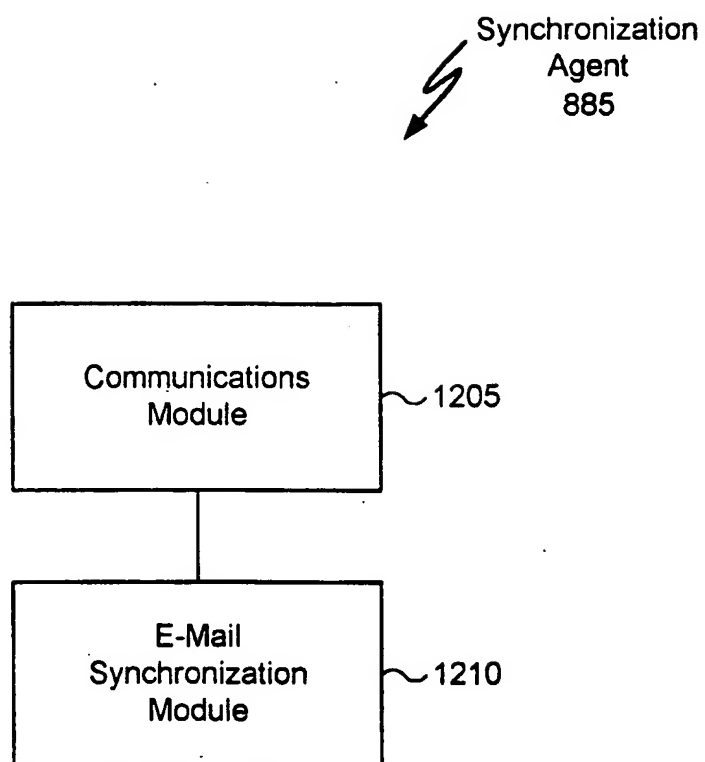 Synchronization
Agent
885
Communications
Module
1205
E-Mail
Synchronization
Module
1210